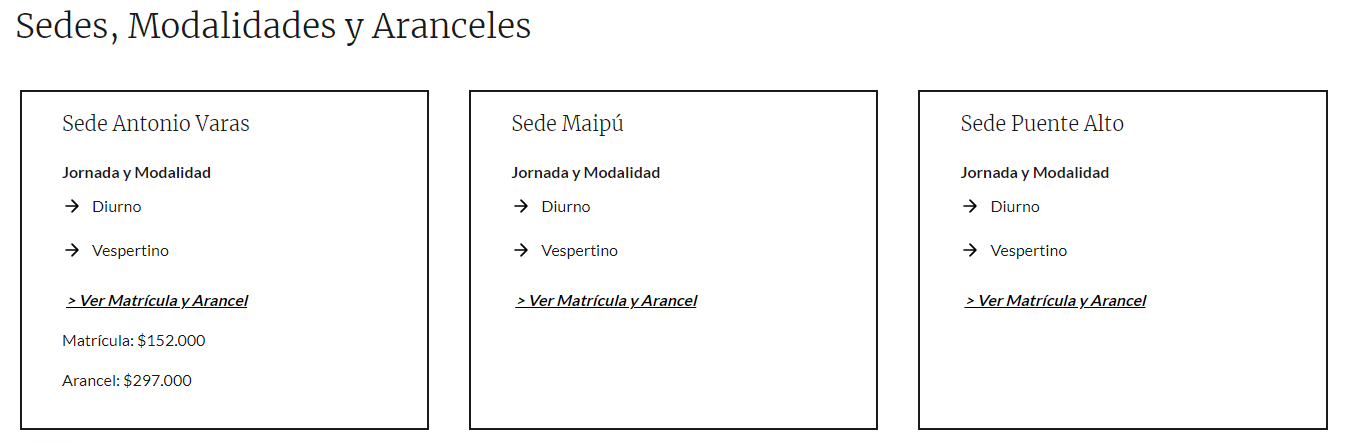 Sedes, Modalidades y Aranceles
Sede Antonio Varas
Jornada y Modalidad
→ Diurno
→ Vespertino
> Ver Matrícula y Arancel
Matrícula: $152.000
Arancel: $297.000
Sede Maipú
Jornada y Modalidad
→ Diurno
→ Vespertino
> Ver Matrícula y Arancel
Sede Puente Alto
Jornada y Modalidad
→ Diurno
→ Vespertino
> Ver Matrícula y Arancel